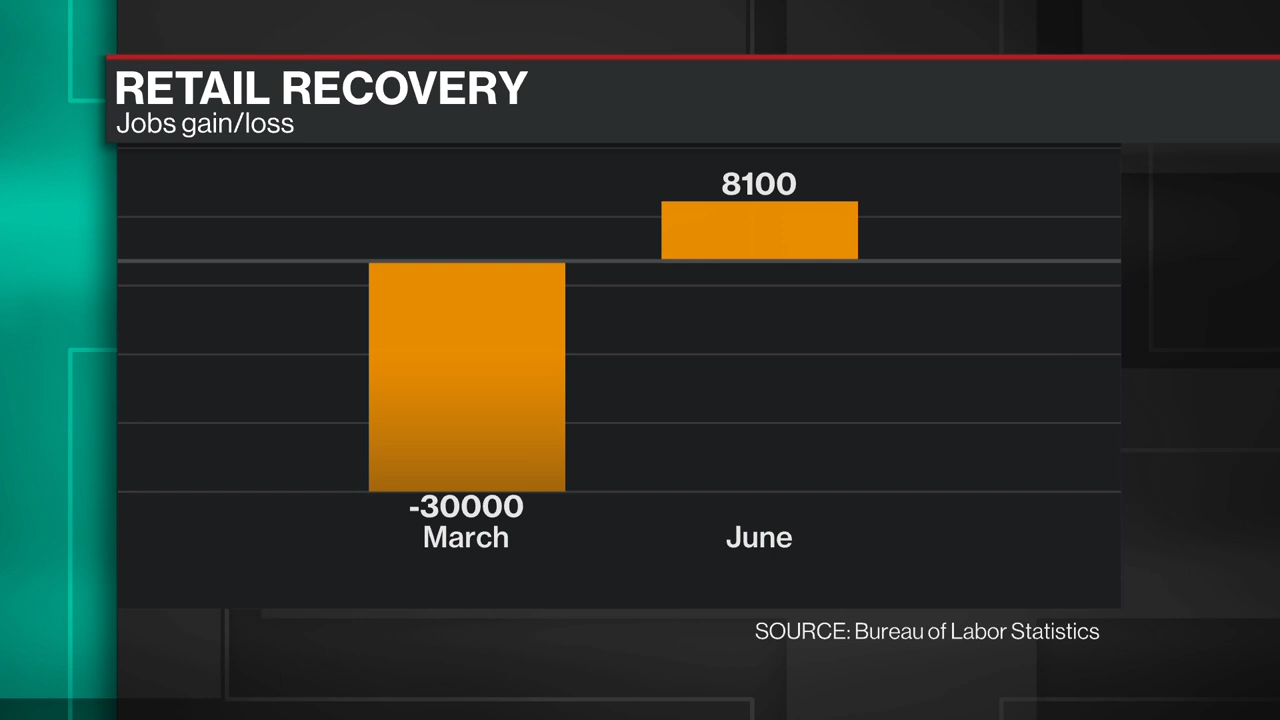 RETAIL RECOVERY
Jobs gain/loss
8100
-30000
March
June
SOURCE: Bureau of Labor Statistics